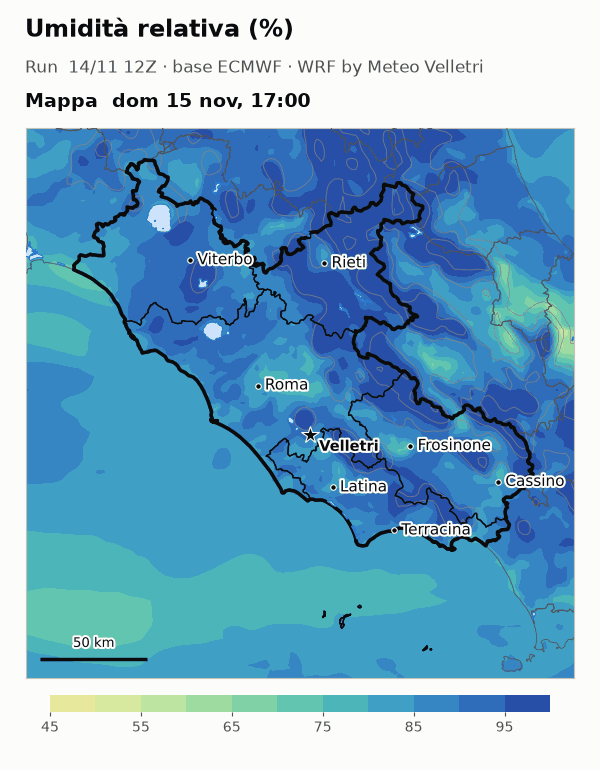 Umidità relativa (%)
Run  14/11 12Z · base ECMWF · WRF by Meteo Velletri
Mappa  dom 15 nov, 17:00
Viterbo
Rieti
Roma
Velletri
Frosinone
Cassino
Latina
Terracina
50 km
45 55 65 75 85 95